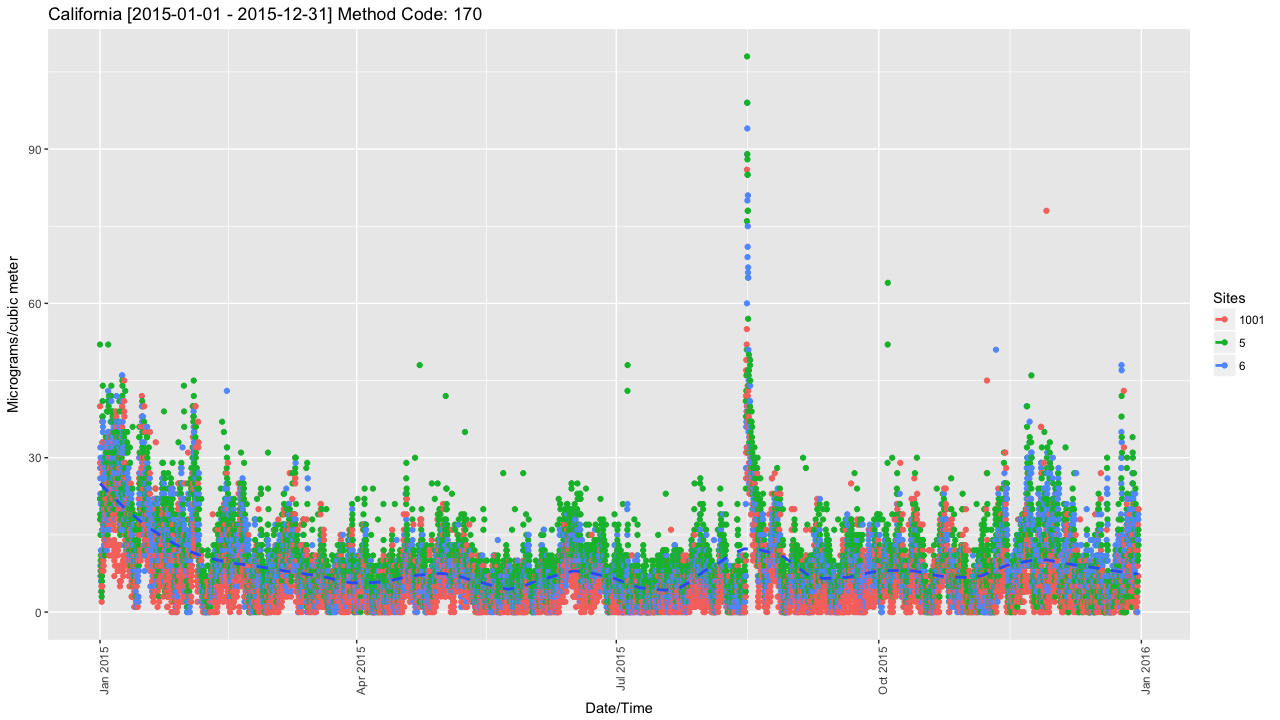 California [2015-01-01 - 2015-12-31] Method Code: 170
Micrograms/cubic meter
90
60
30
0
Jan 2015
Apr 2015
Jul 2015
Oct 2015
Jan 2016
Date/Time
Sites
1001
5
6